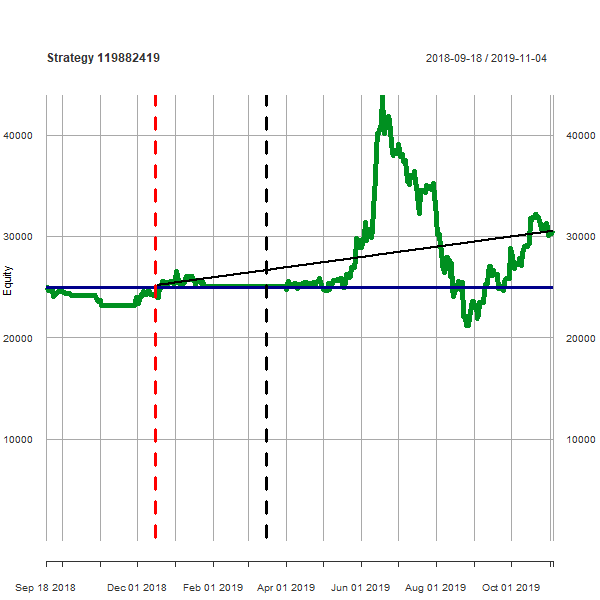 Strategy 119882419
2018-09-18 / 2019-11-04
40000
40000
30000
30000
Equity
20000
20000
10000
10000
Sep 18 2018
Dec 01 2018
Feb 01 2019
Apr 01 2019
Jun 01 2019
Aug 01 2019
Oct 01 2019